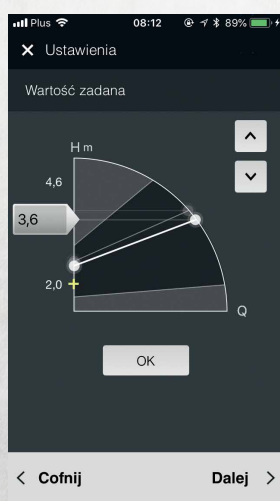 Plus 08:12 89%
Ustawienia
Wartość zadana
H m
4,6
3,6
2,0
Q
OK
Cofnij Dalej